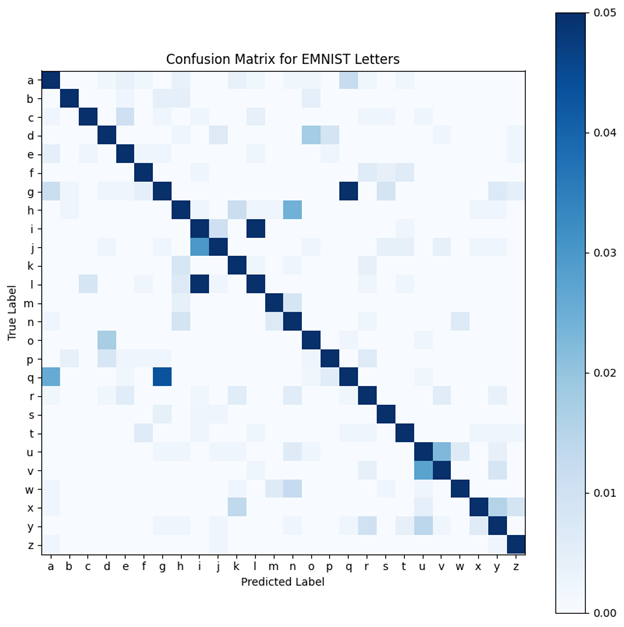 Confusion Matrix for EMNIST Letters
True Label
a
b
c
d
e
f
g
h
i
j
k
l
m
n
o
p
q
r
s
t
u
v
w
x
y
z
a b c d e f g h i j k l m n o p q r s t u v w x y z
Predicted Label
0.05
0.04
0.03
0.02
0.01
0.00